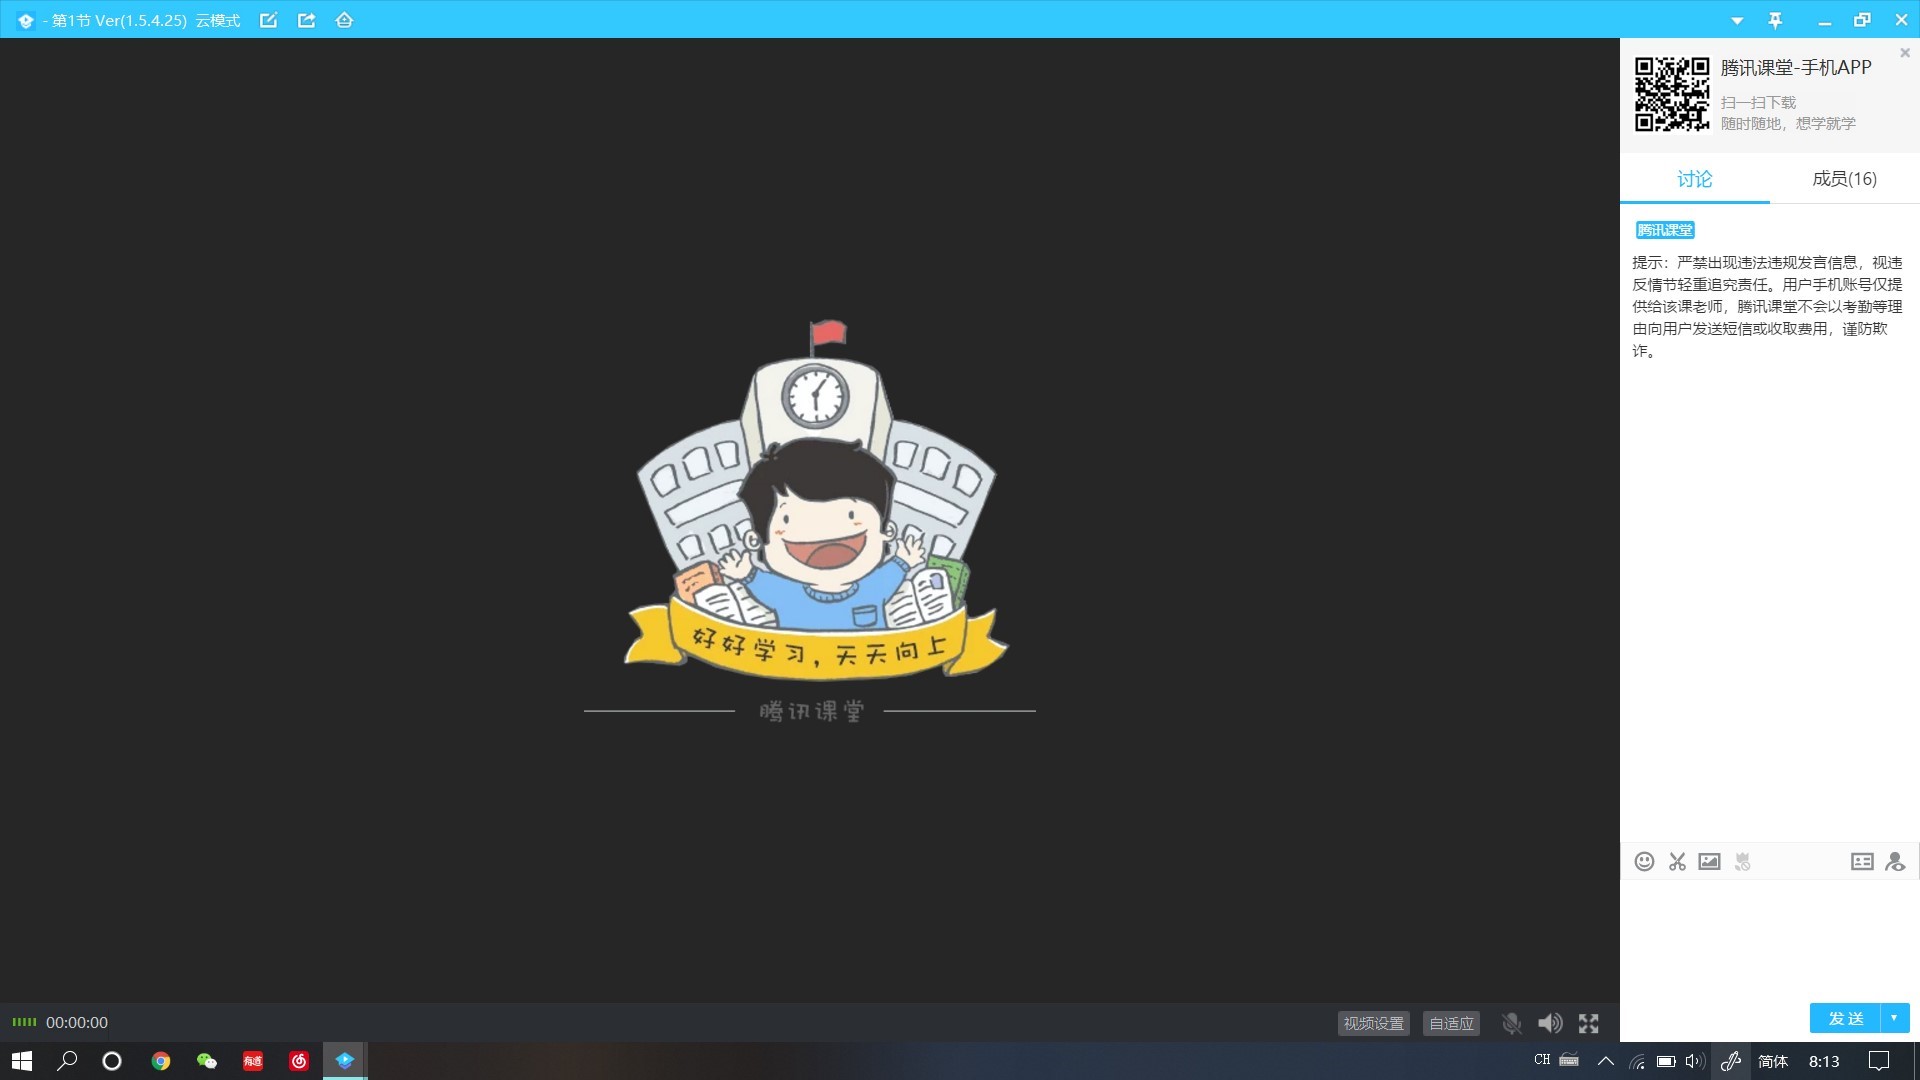 - 第1节 Ver(1.5.4.25) 云模式
腾讯课堂-手机APP
扫一扫下载
随时随地，想学就学
讨论
成员(16)
腾讯课堂
提示：严禁出现违法违规发言信息，视违
反情节轻重追究责任。用户手机账号仅提
供给该课老师，腾讯课堂不会以考勤等理
由向用户发送短信或收取费用，谨防欺
诈。
好好学习，天天向上
腾讯课堂
00:00:00
视频设置
自适应
发送
有道
CH
简体
8:13